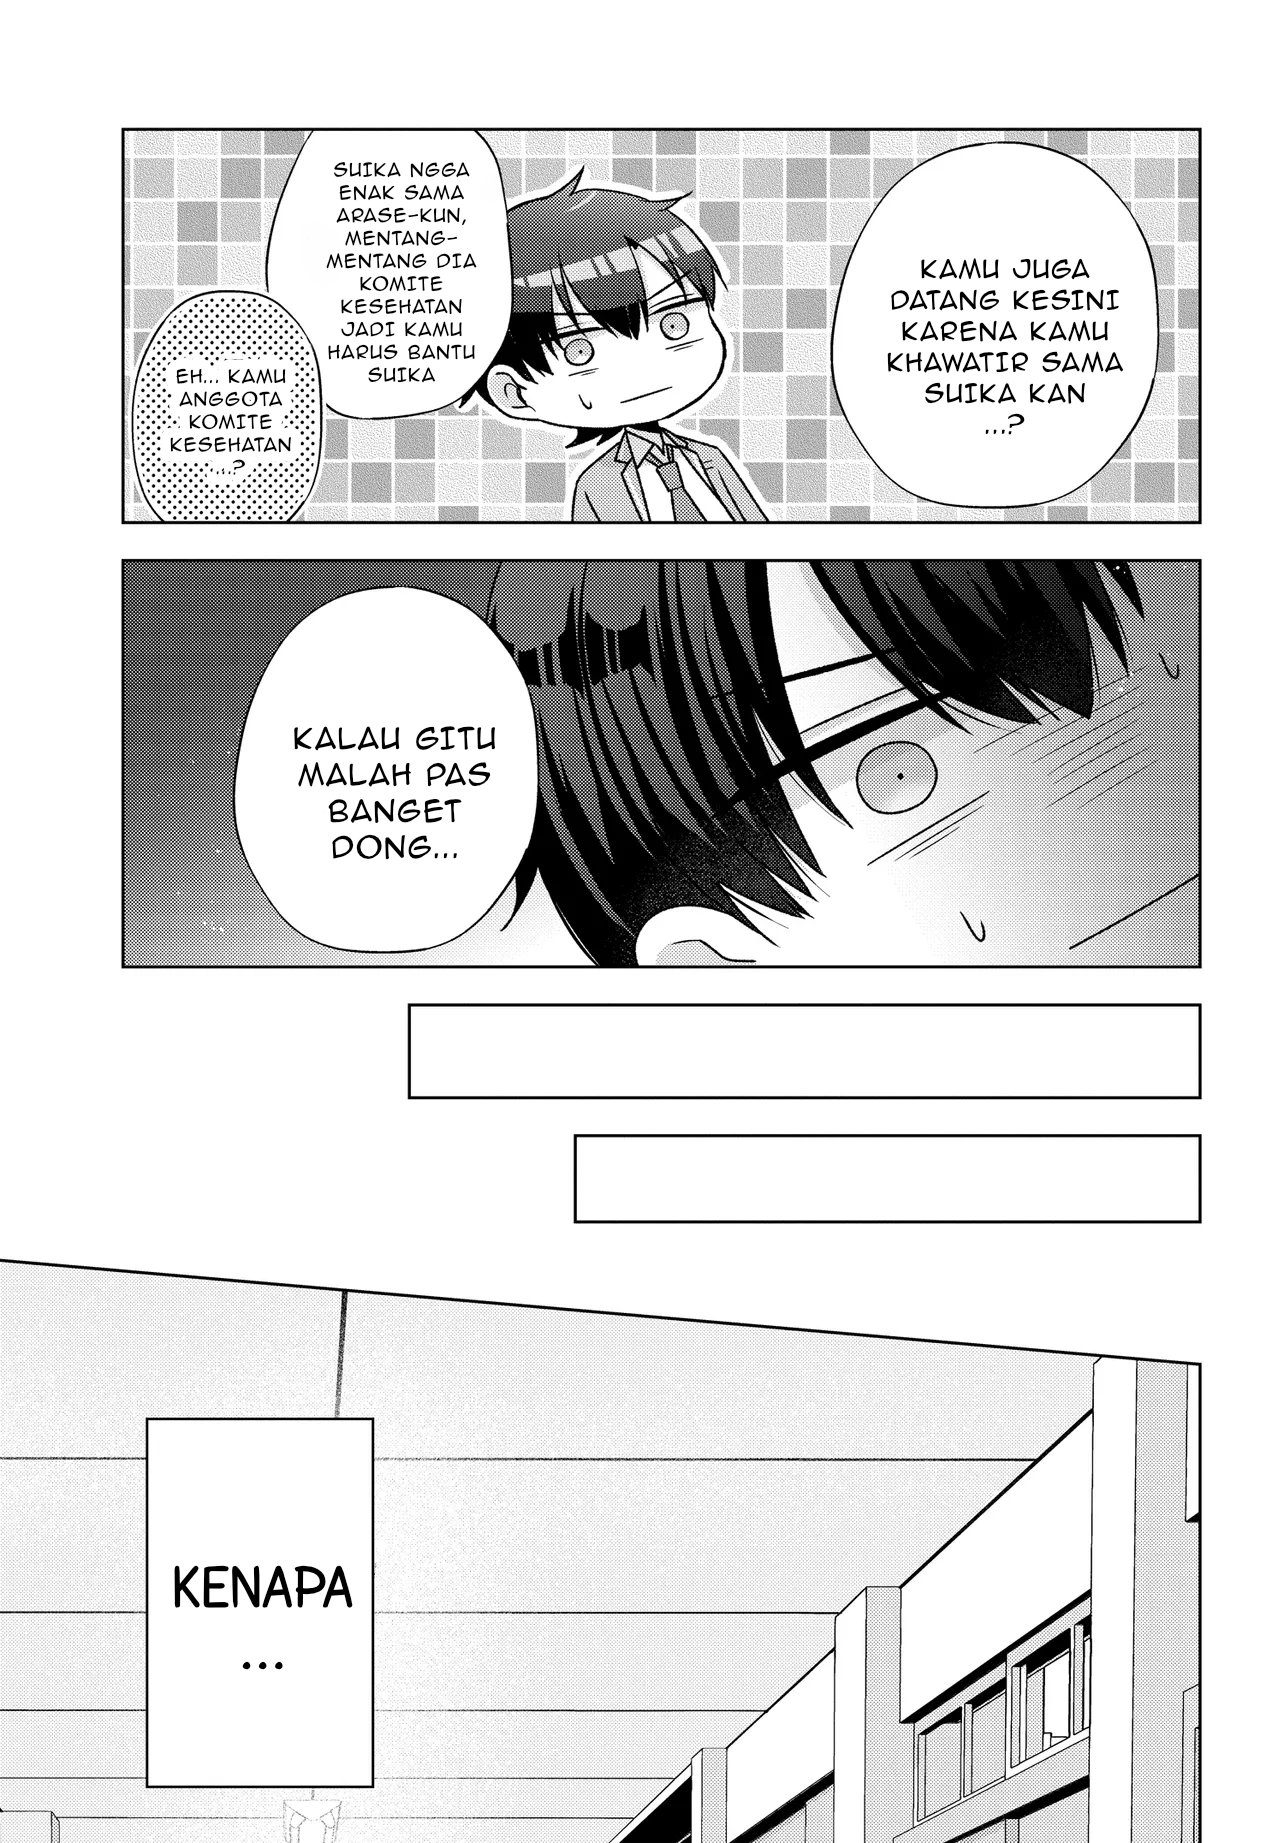 KAMU JUGA
DATANG KESINI
KARENA KAMU
KHAWATIR SAMA
SUIKA KAN
...?
SUIKA NGGA
ENAK SAMA
ARASE-KUN,
MENTANG-
MENTANG DIA
KOMITE
KESEHATAN
JADI KAMU
HARUS BANTU
SUIKA
EH... KAMU
ANGGOTA
KOMITE
KESEHATAN
...?
KALAU GITU
MALAH PAS
BANGET
DONG...
KENAPA
...